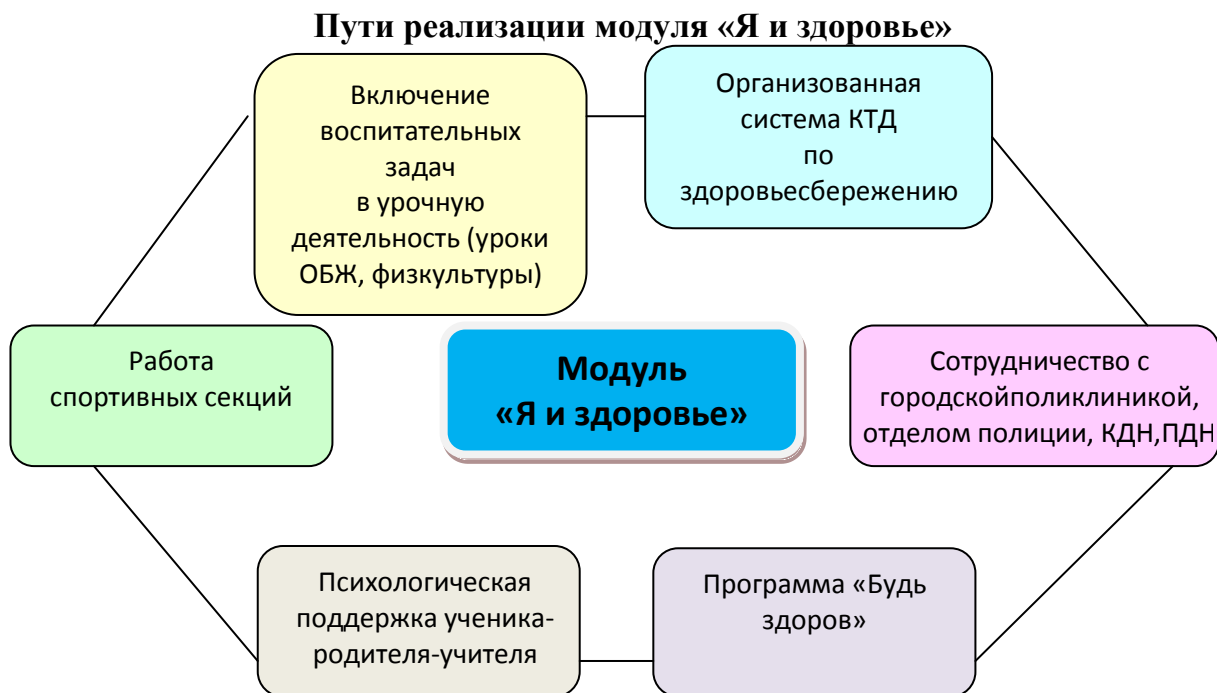 Пути реализации модуля «Я и здоровье»
Включение
воспитательных
задач
в урочную
деятельность (уроки
ОБЖ, физкультуры)
Организованная
система КТД
по
здоровьесбережению
Работа
спортивных секций
Модуль
«Я и здоровье»
Сотрудничество с
городскойполиклиникой,
отделом полиции, КДН,ПДН
Психологическая
поддержка ученика-
родителя-учителя
Программа «Будь
здоров»